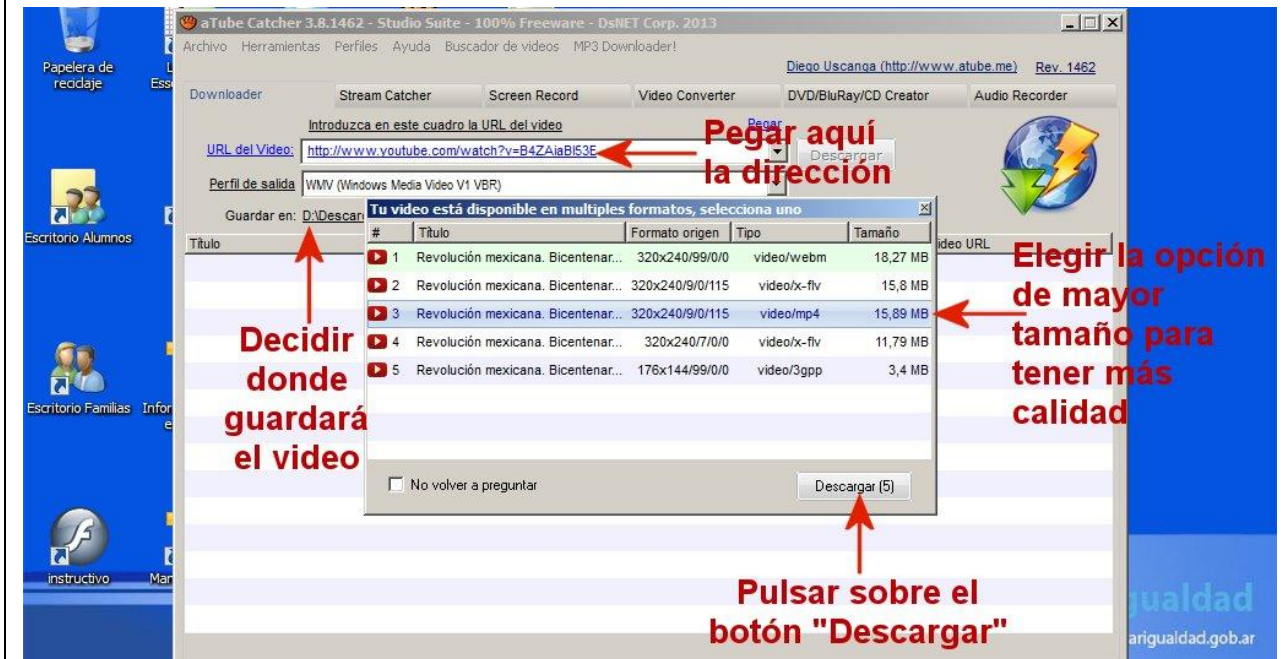 aTube Catcher 3.8.1462 - Studio Suite - 100% Freeware - DsNET Corp. 2013
Archivo Herramientas Perfiles Ayuda Buscador de videos MP3 Downloader!
Diego Uscanga (http://www.atube.me) Rev. 1462
Downloader Stream Catcher Screen Record Video Converter DVD/BluRay/CD Creator Audio Recorder
Introduzca en este cuadro la URL del video Pegar
URL del Video: http://www.youtube.com/watch?v=B4ZAiaBl53E Descargar
Pegar aquí
la dirección
Perfil de salida WMV (Windows Media Video V1 VBR)
Guardar en: D:\Descar
Título
Tu video está disponible en multiples formatos, selecciona uno
# Título Formato origen Tipo Tamaño
1 Revolución mexicana. Bicentenar... 320x240/99/0/0 video/webm 18,27 MB
2 Revolución mexicana. Bicentenar... 320x240/9/0/115 video/x-flv 15,8 MB
3 Revolución mexicana. Bicentenar... 320x240/9/0/115 video/mp4 15,89 MB
4 Revolución mexicana. Bicentenar... 320x240/7/0/0 video/x-flv 11,79 MB
5 Revolución mexicana. Bicentenar... 176x144/99/0/0 video/3gpp 3,4 MB
No volver a preguntar Descargar (5)
URL
Elegir la opción
de mayor
tamaño para
tener más
calidad
Decidir
donde
guardará
el video
Pulsar sobre el
botón "Descargar"
Papelera de
reciclaje
Escritorio Alumnos
Escritorio Familias
instructivo
gualdad
arigualdad.gob.ar